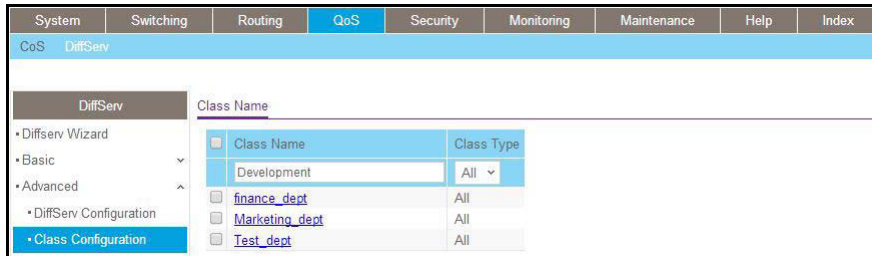 System Switching Routing QoS Security Monitoring Maintenance Help Index
CoS DiffServ
DiffServ
Class Name
Diffserv Wizard
Basic
Advanced
DiffServ Configuration
Class Configuration
Class Name Class Type
Development All
finance_dept All
Marketing_dept All
Test_dept All